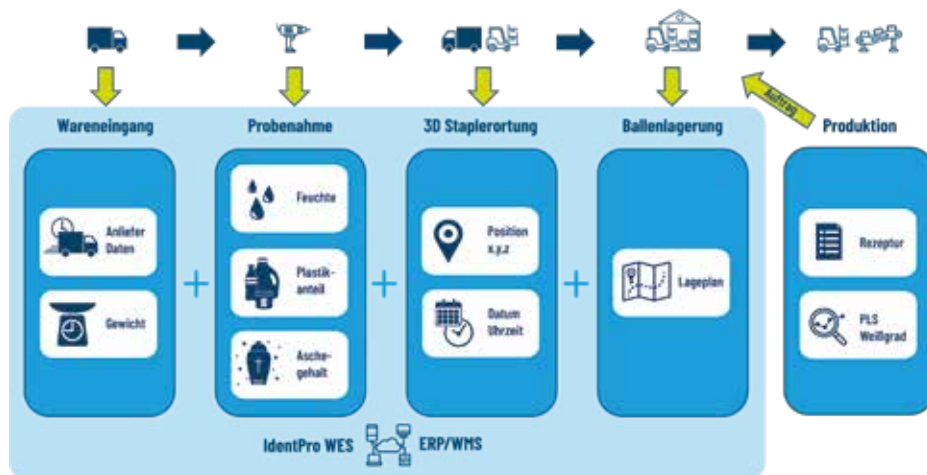 Auftrag
Wareneingang
Probenahme
3D Staplerortung
Ballenlagerung
Produktion
Anliefer
Daten
Gewicht
Feuchte
Plastik-
anteil
Asche-
gehalt
Position
x.y.z
Datum
Uhrzeit
Lageplan
Rezeptur
PLS
Weißgrad
IdentPro WES
ERP/WMS